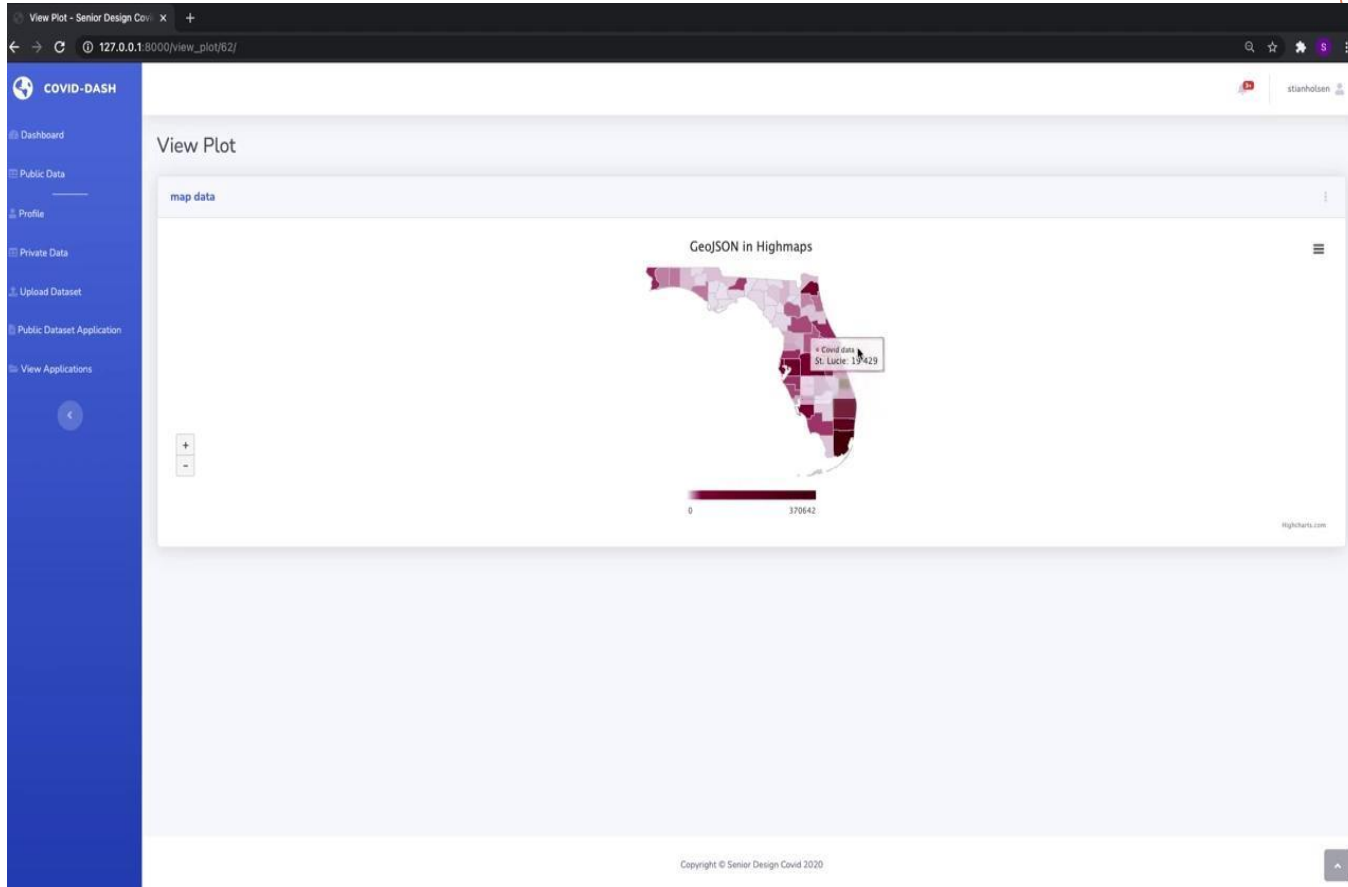 View Plot - Senior Design Covi
127.0.0.1:8000/view_plot/62/
S
COVID-DASH
stianholsen
Dashboard
Public Data
Profile
Private Data
Upload Dataset
Public Dataset Application
View Applications
View Plot
map data
GeoJSON in Highmaps
Covid data
St. Lucie: 19 429
+
-
0 370642
Highcharts.com
Copyright © Senior Design Covid 2020